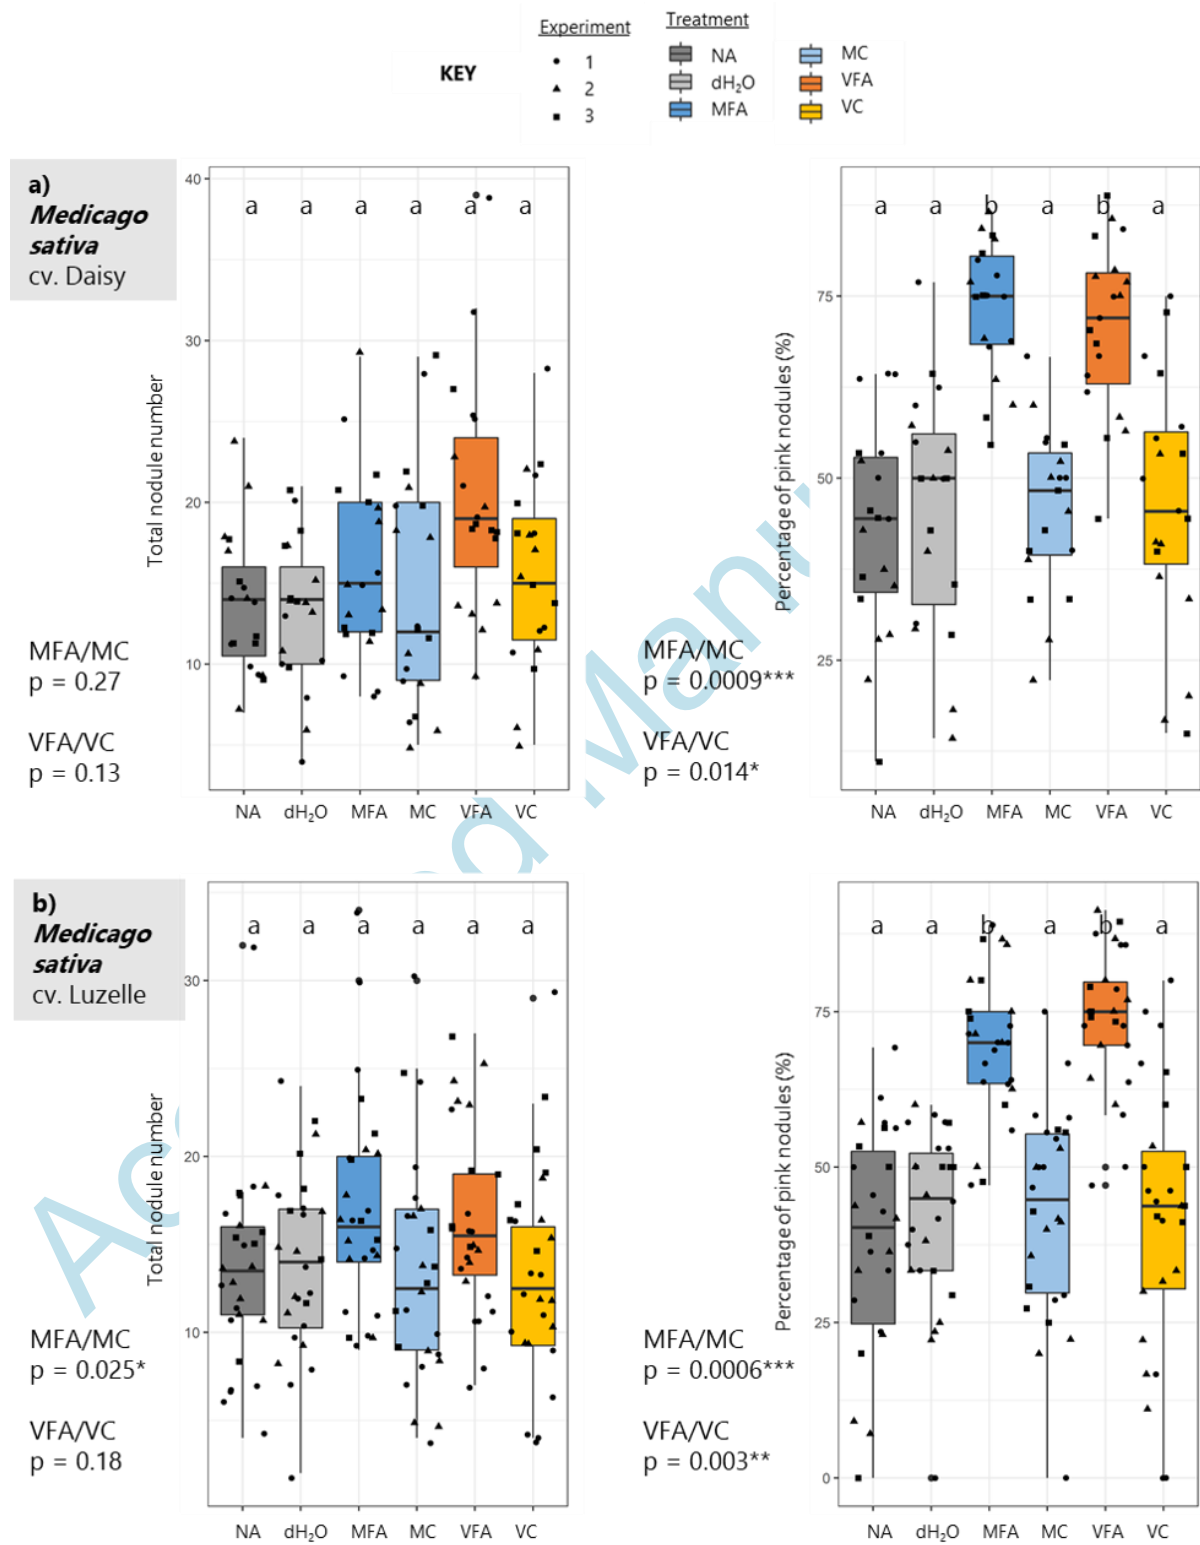 KEY
Experiment
1
2
3
Treatment
NA
dH₂O
MFA
MC
VFA
VC
a)
Medicago
sativa
cv. Daisy
MFA/MC
p = 0.27
VFA/VC
p = 0.13
Total nodule number
40
30
20
10
a a a a a a
NA dH₂O MFA MC VFA VC
MFA/MC
p = 0.0009***
VFA/VC
p = 0.014*
Percentage of pink nodules (%)
75
50
25
a a b a b a
NA dH₂O MFA MC VFA VC
b)
Medicago
sativa
cv. Luzelle
MFA/MC
p = 0.025*
VFA/VC
p = 0.18
Total nodule number
30
20
10
a a a a a a
NA dH₂O MFA MC VFA VC
MFA/MC
p = 0.0006***
VFA/VC
p = 0.003**
Percentage of pink nodules (%)
75
50
25
0
a a b a b a
NA dH₂O MFA MC VFA VC